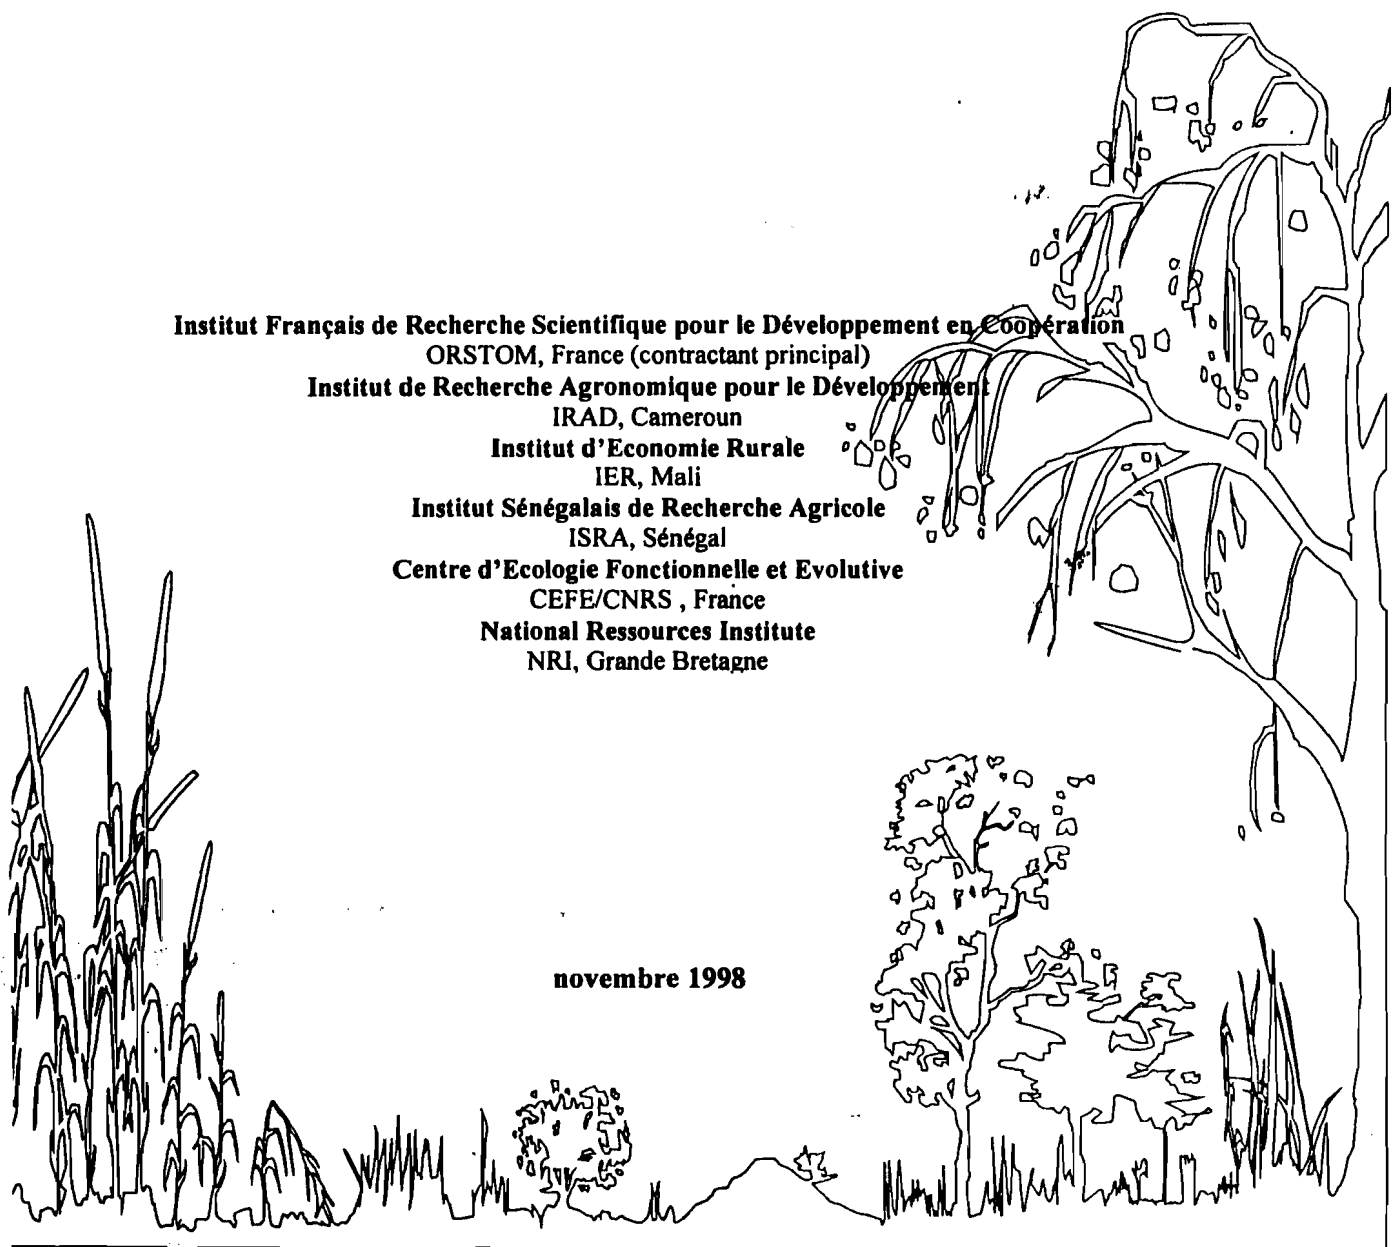 Institut Français de Recherche Scientifique pour le Développement en Coopération
ORSTOM, France (contractant principal)
Institut de Recherche Agronomique pour le Développement
IRAD, Cameroun
Institut d'Economie Rurale
IER, Mali
Institut Sénégalais de Recherche Agricole
ISRA, Sénégal
Centre d'Ecologie Fonctionnelle et Evolutive
CEFE/CNRS , France
National Ressources Institute
NRI, Grande Bretagne
novembre 1998